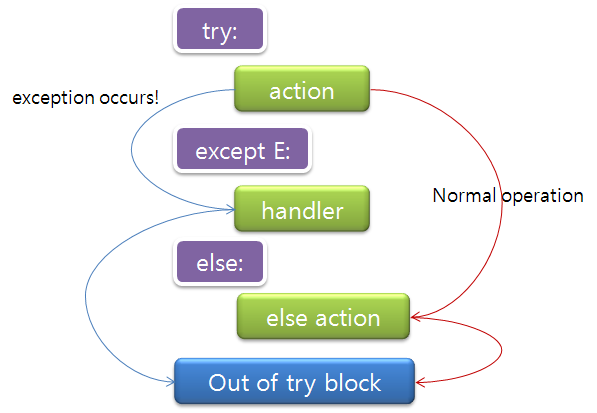 try:
action
exception occurs!
except E:
Normal operation
handler
else:
else action
Out of try block